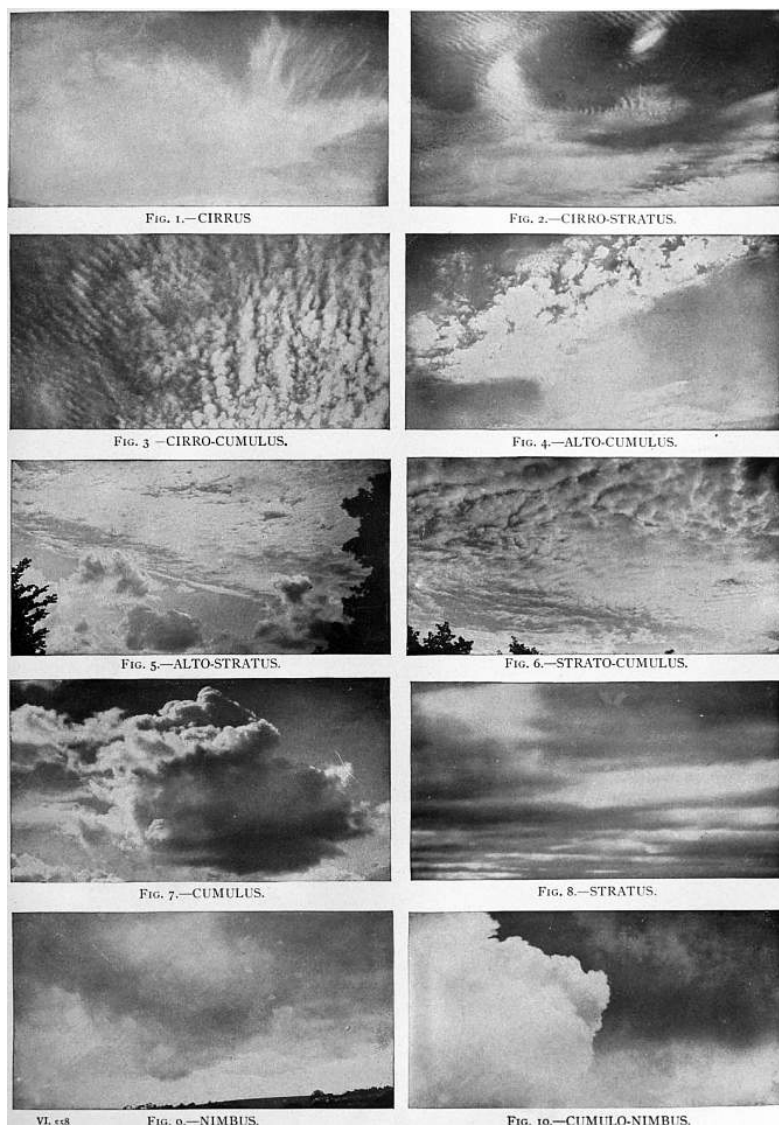 Fig. 1.—CIRRUS
Fig. 2.—CIRRO-STRATUS.
Fig. 3 —CIRRO-CUMULUS.
Fig. 4.—ALTO-CUMULUS.
Fig. 5.—ALTO-STRATUS.
Fig. 6.—STRATO-CUMULUS.
Fig. 7.—CUMULUS.
Fig. 8.—STRATUS.
VI. 558
Fig. 9.—NIMBUS.
Fig. 10.—CUMULO-NIMBUS.